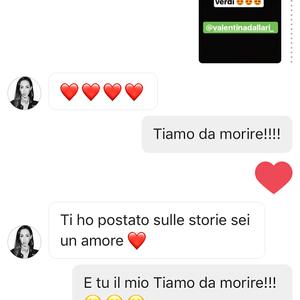 verdi 😍😍😍
@valentinadallari_
❤️❤️❤️❤️
Tiamo da morire!!!!
Ti ho postato sulle storie sei
un amore ❤️
E tu il mio Tiamo da morire!!!